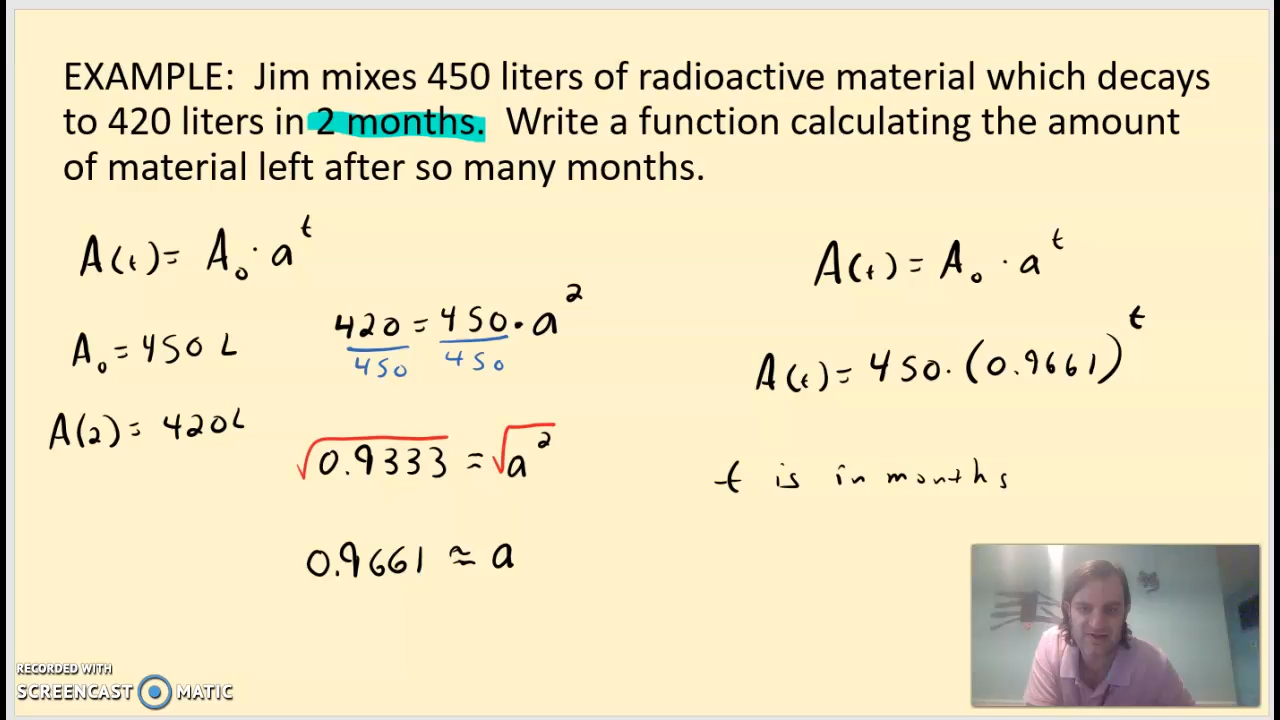 EXAMPLE: Jim mixes 450 liters of radioactive material which decays
to 420 liters in 2 months. Write a function calculating the amount
of material left after so many months.
A(t) = A₀ · a^t
A₀ = 450 L
A(2) = 420L
420 = 450 · a²
450 450
√0.9333 = √a²
0.9661 ≈ a
A(t) = A₀ · a^t
A(t) = 450 · (0.9661)^t
t is in months
RECORDED WITH
SCREENCAST MATIC